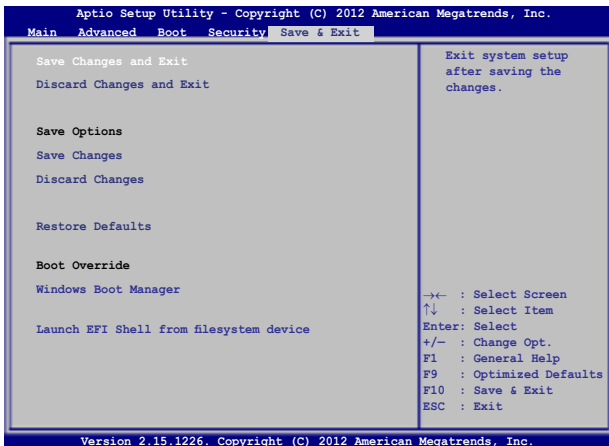 Aptio Setup Utility - Copyright (C) 2012 American Megatrends, Inc.
Main Advanced Boot Security Save & Exit
Save Changes and Exit
Discard Changes and Exit
Save Options
Save Changes
Discard Changes
Restore Defaults
Boot Override
Windows Boot Manager
Launch EFI Shell from filesystem device
Exit system setup
after saving the
changes.
→← : Select Screen
↑↓ : Select Item
Enter: Select
+/— : Change Opt.
F1 : General Help
F9 : Optimized Defaults
F10 : Save & Exit
ESC : Exit
Version 2.15.1226. Copyright (C) 2012 American Megatrends, Inc.